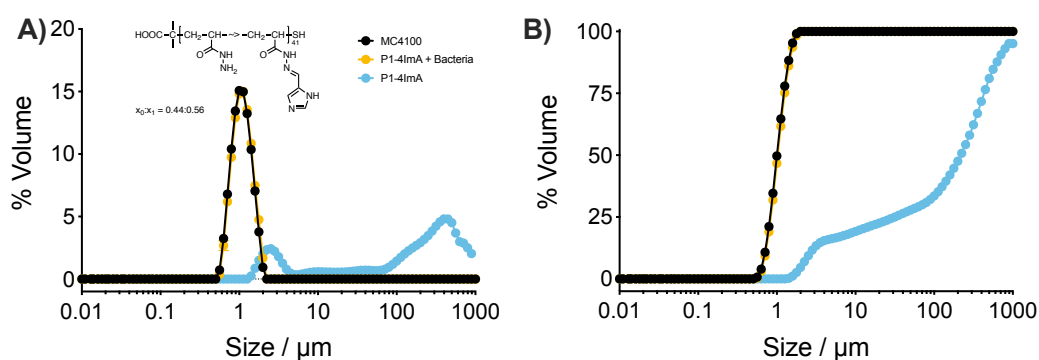 A)
20
15
10
5
0
% Volume
0.01 0.1 1 10 100 1000
Size / µm
HOOC
CH₂ CH ~> CH₂ CH SH
41
O NH
NH₂
O NH
N
NH
N
x₀:x₁ = 0.44:0.56
MC4100
P1-4ImA + Bacteria
P1-4ImA
B)
100
75
50
25
0
% Volume
0.01 0.1 1 10 100 1000
Size / µm